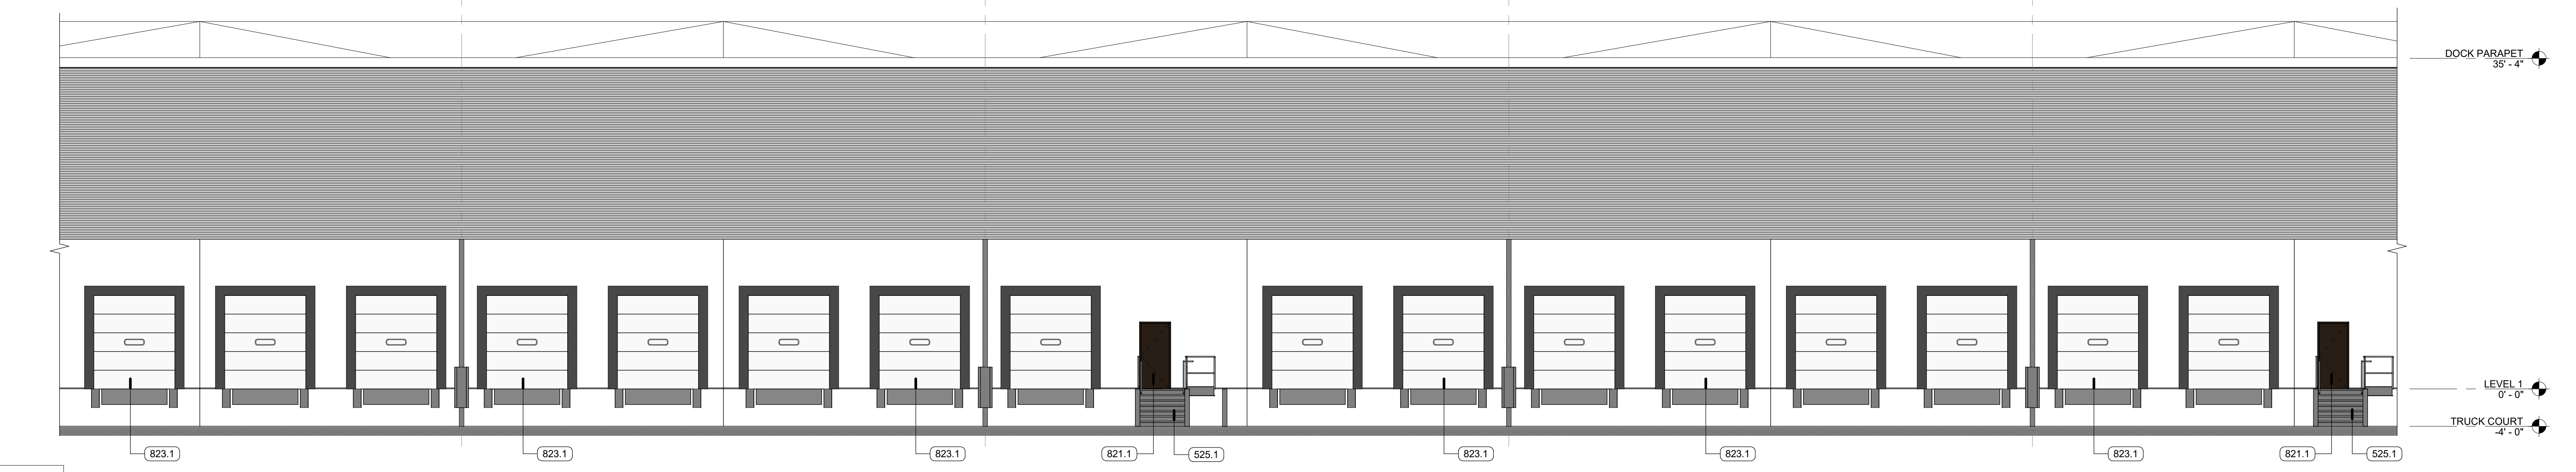 DOCK PARAPET
35' - 4"
LEVEL 1
0' - 0"
TRUCK COURT
-4' - 0"
823.1
823.1
823.1
821.1
525.1
823.1
823.1
823.1
821.1
525.1